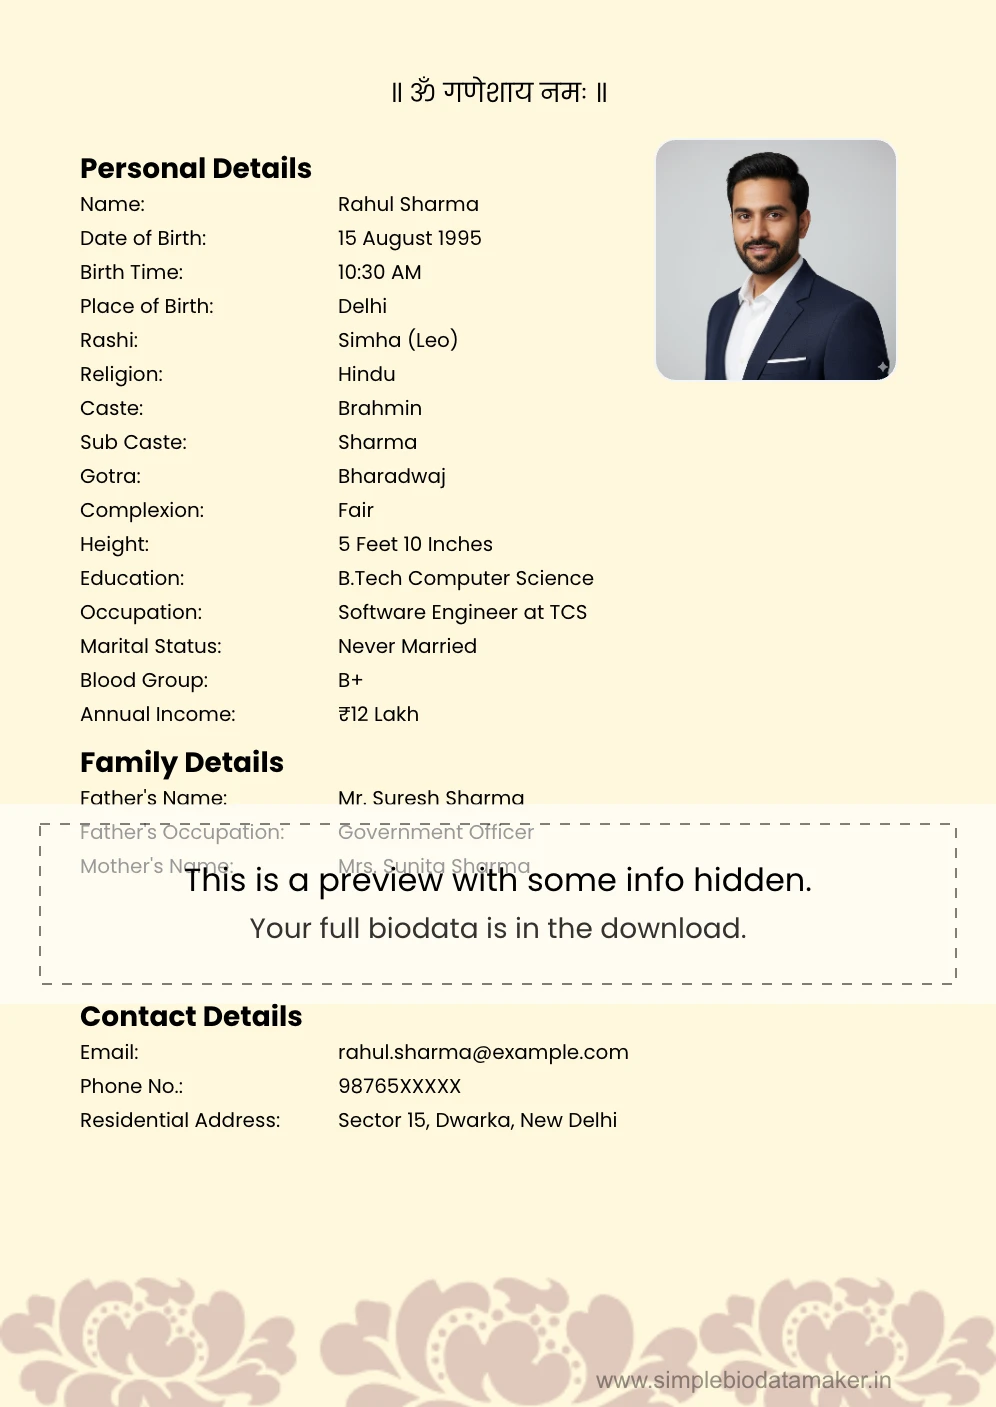 ॥ ॐ गणेशाय नमः ॥
Personal Details
Name: Rahul Sharma
Date of Birth: 15 August 1995
Birth Time: 10:30 AM
Place of Birth: Delhi
Rashi: Simha (Leo)
Religion: Hindu
Caste: Brahmin
Sub Caste: Sharma
Gotra: Bharadwaj
Complexion: Fair
Height: 5 Feet 10 Inches
Education: B.Tech Computer Science
Occupation: Software Engineer at TCS
Marital Status: Never Married
Blood Group: B+
Annual Income: ₹12 Lakh
Family Details
Father's Name: Mr. Suresh Sharma
Father's Occupation: Government Officer
Mother's Name: Mrs. Sunita Sharma
This is a preview with some info hidden.
Your full biodata is in the download.
Contact Details
Email: rahul.sharma@example.com
Phone No.: 98765XXXXX
Residential Address: Sector 15, Dwarka, New Delhi
www.simplebiodatamaker.in